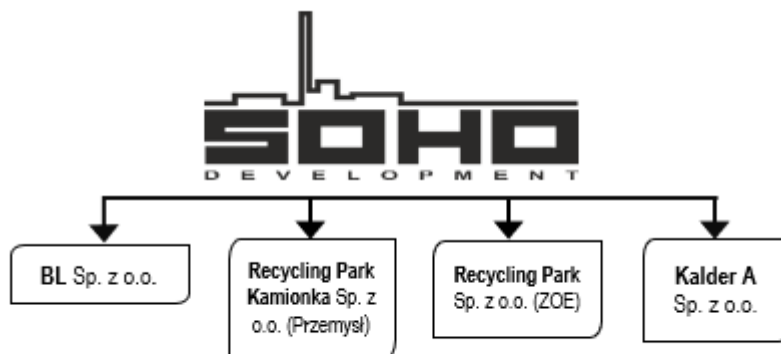 SOHO
DEVELOPMENT
BL Sp. z o.o.
Recycling Park
Kamionka Sp. z
o.o. (Przemysł)
Recycling Park
Sp. z o.o. (ZOE)
Kalder A
Sp. z o.o.